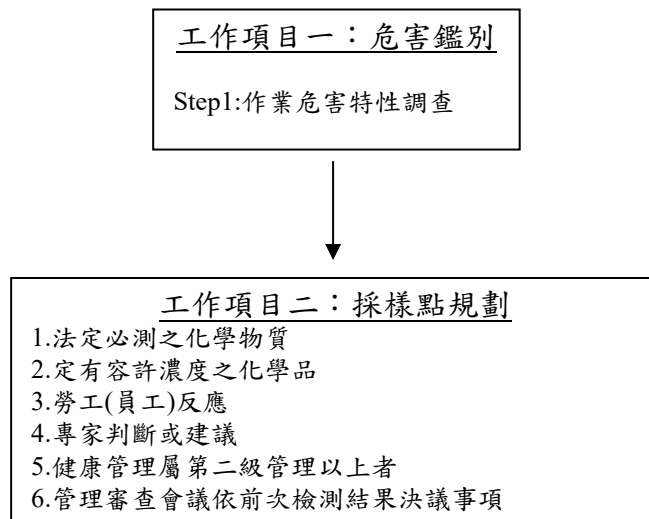 工作項目一：危害鑑別
Step1:作業危害特性調查
工作項目二：採樣點規劃
1.法定必測之化學物質
2.定有容許濃度之化學品
3.勞工(員工)反應
4.專家判斷或建議
5.健康管理屬第二級管理以上者
6.管理審查會議依前次檢測結果決議事項